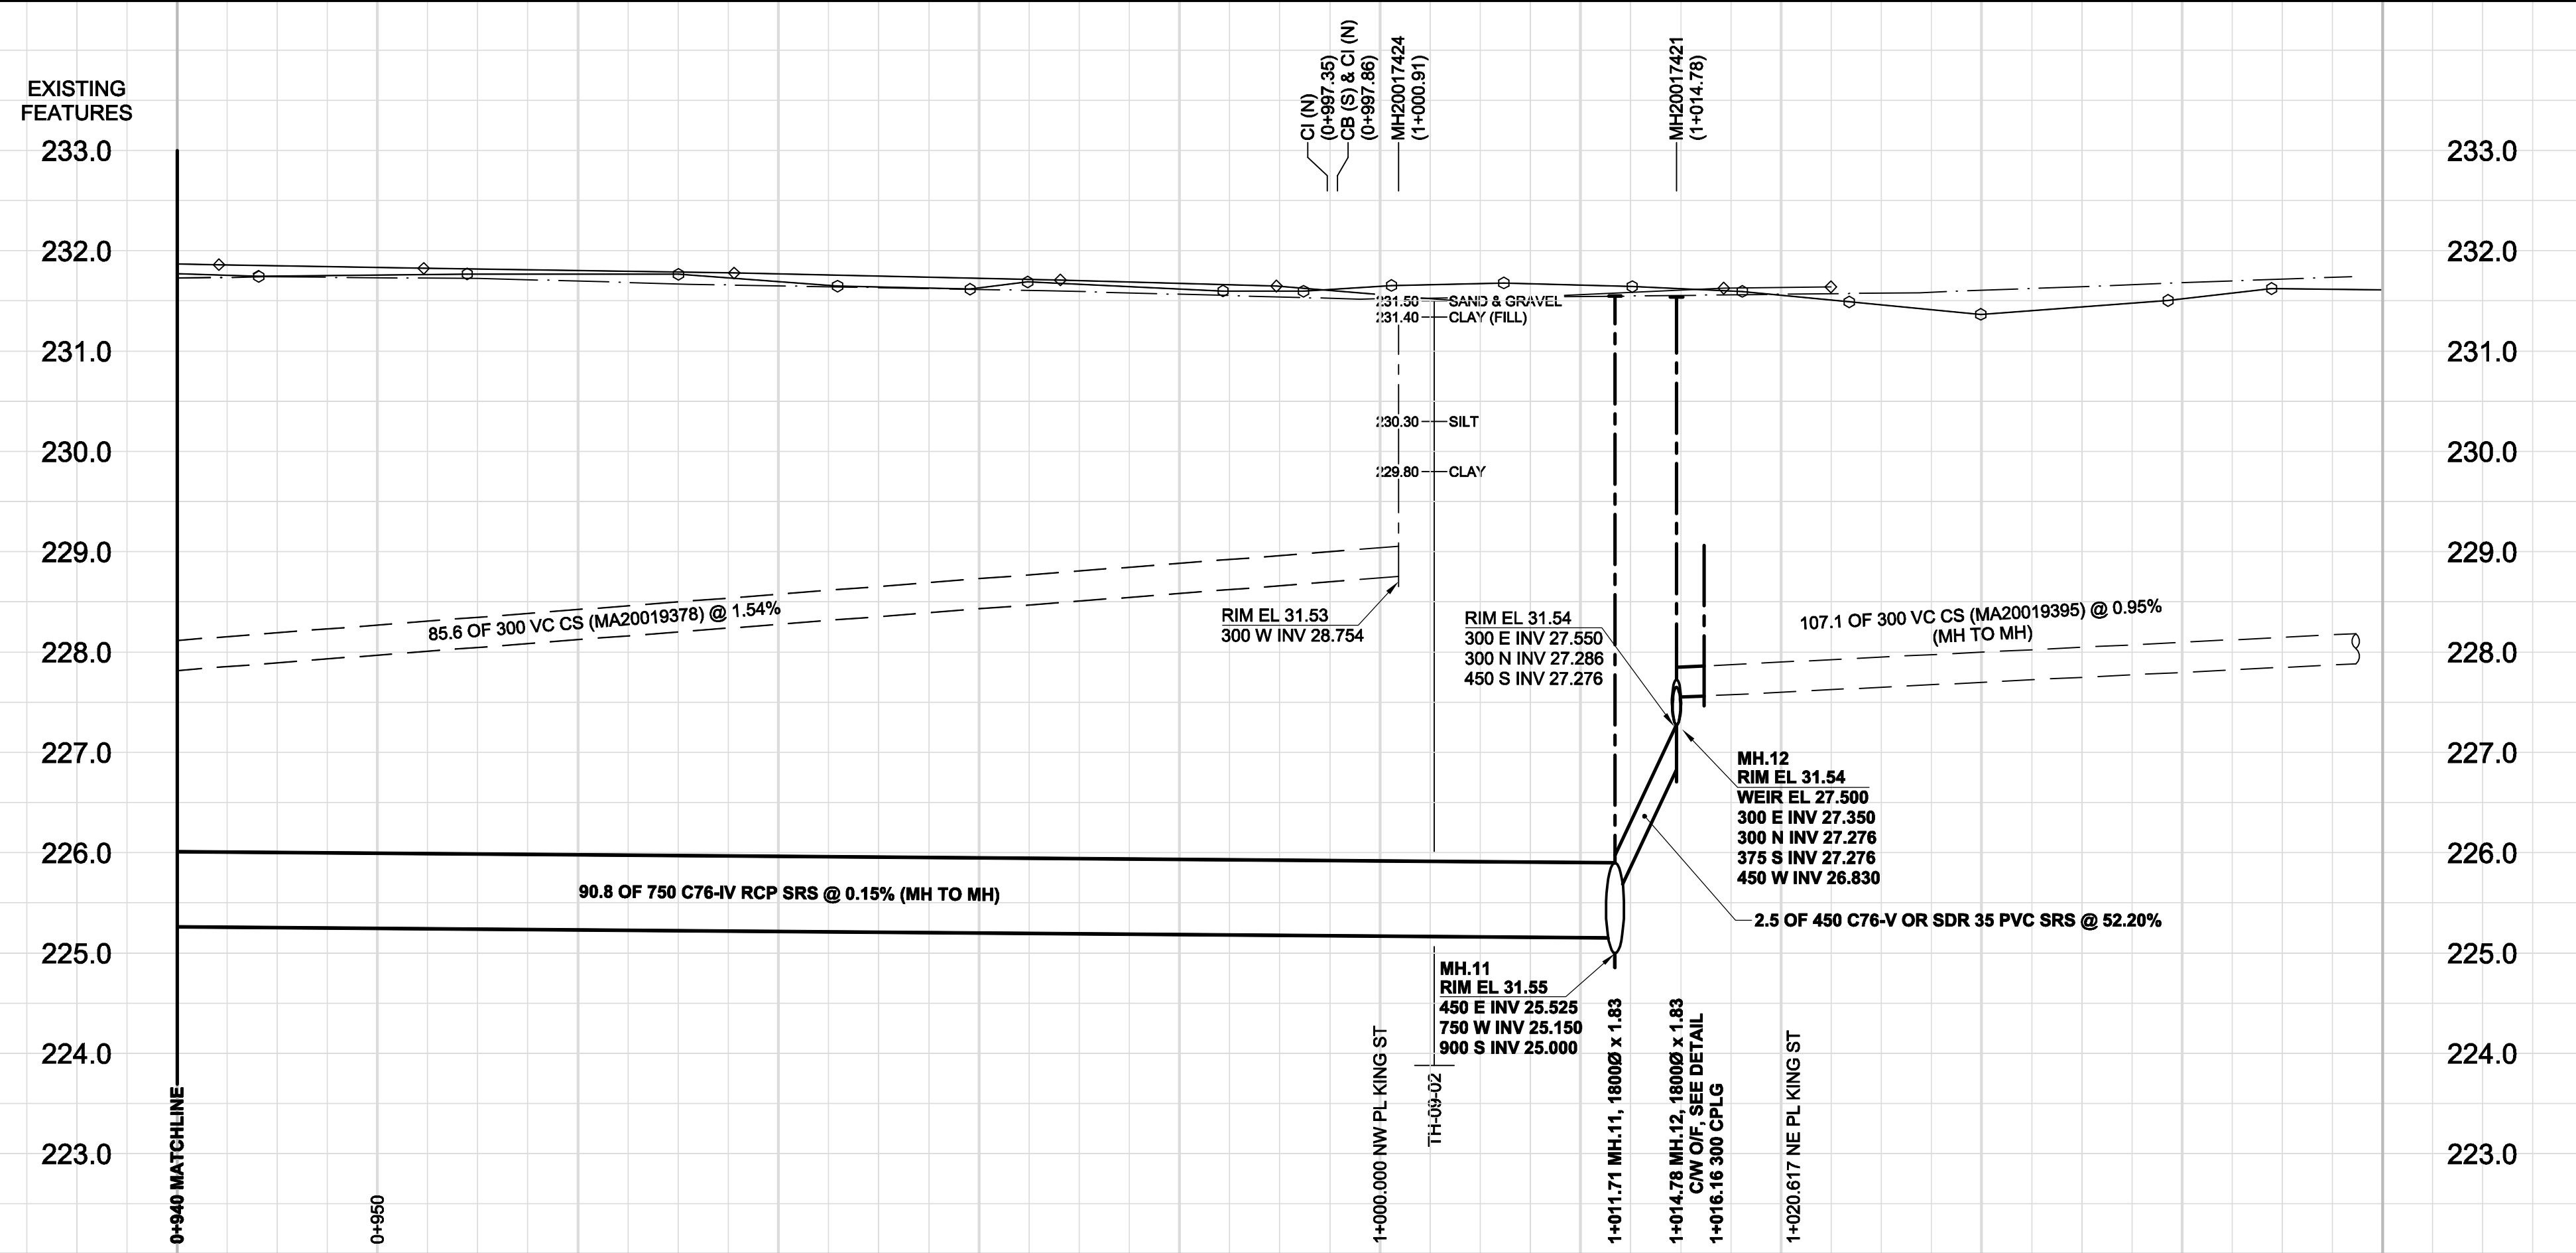 EXISTING
FEATURES
CI (N)
(0+997.35)
CB (S) & CI (N)
(0+997.86)
MH20017424
(1+000.91)
MH20017421
(1+014.78)
233.0
232.0
231.0
230.0
229.0
228.0
227.0
226.0
225.0
224.0
223.0
233.0
232.0
231.0
230.0
229.0
228.0
227.0
226.0
225.0
224.0
223.0
231.50 SAND & GRAVEL
231.40 CLAY (FILL)
230.30 SILT
229.80 CLAY
85.6 OF 300 VC CS (MA20019378) @ 1.54%
RIM EL 31.53
300 W INV 28.754
RIM EL 31.54
300 E INV 27.550
300 N INV 27.286
450 S INV 27.276
107.1 OF 300 VC CS (MA20019395) @ 0.95%
(MH TO MH)
MH.12
RIM EL 31.54
WEIR EL 27.500
300 E INV 27.350
300 N INV 27.276
375 S INV 27.276
450 W INV 26.830
90.8 OF 750 C76-IV RCP SRS @ 0.15% (MH TO MH)
2.5 OF 450 C76-V OR SDR 35 PVC SRS @ 52.20%
MH.11
RIM EL 31.55
450 E INV 25.525
750 W INV 25.150
900 S INV 25.000
0+940 MATCHLINE
0+950
1+000.000 NW PL KING ST
TH-09-02
1+011.71 MH.11, 1800Ø x 1.83
1+014.78 MH.12, 1800Ø x 1.83
C/W O/F, SEE DETAIL
1+016.16 300 CPLG
1+020.617 NE PL KING ST